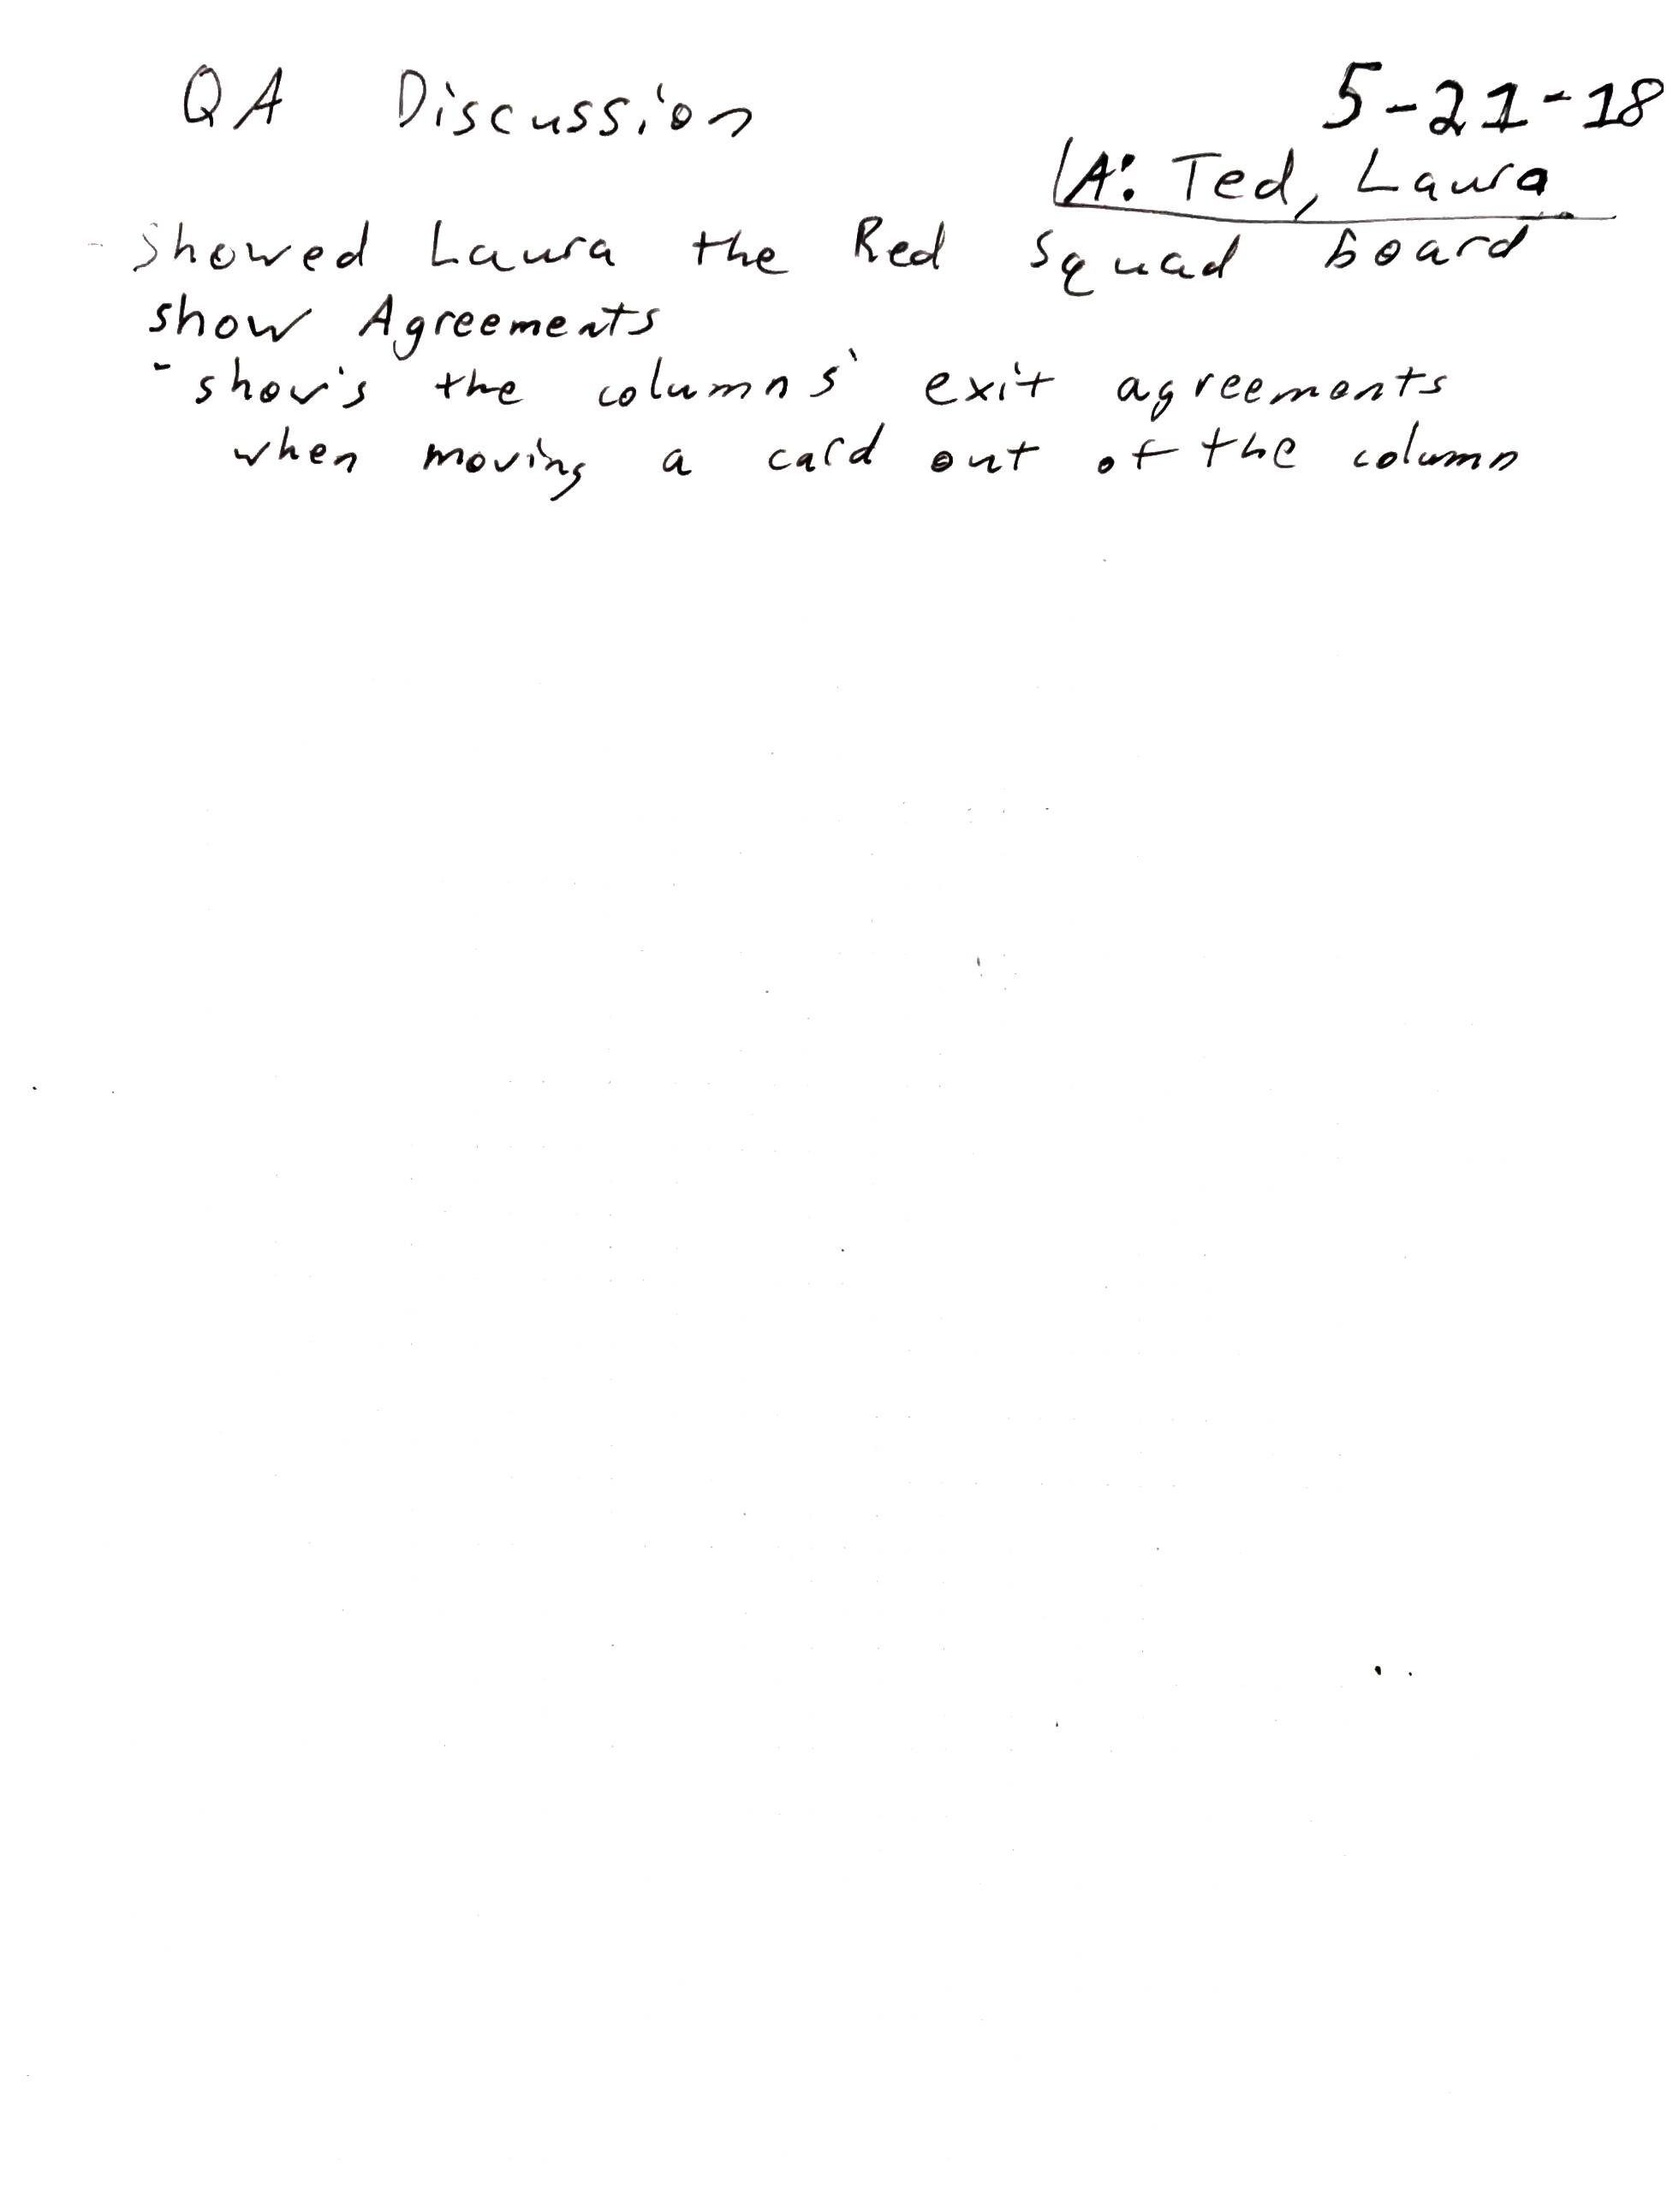 QA Discussion 5-21-18
A: Ted, Laura
- Showed Laura the Red squad board
show Agreements
- show's the columns' exit agreements
when moving a card out of the column